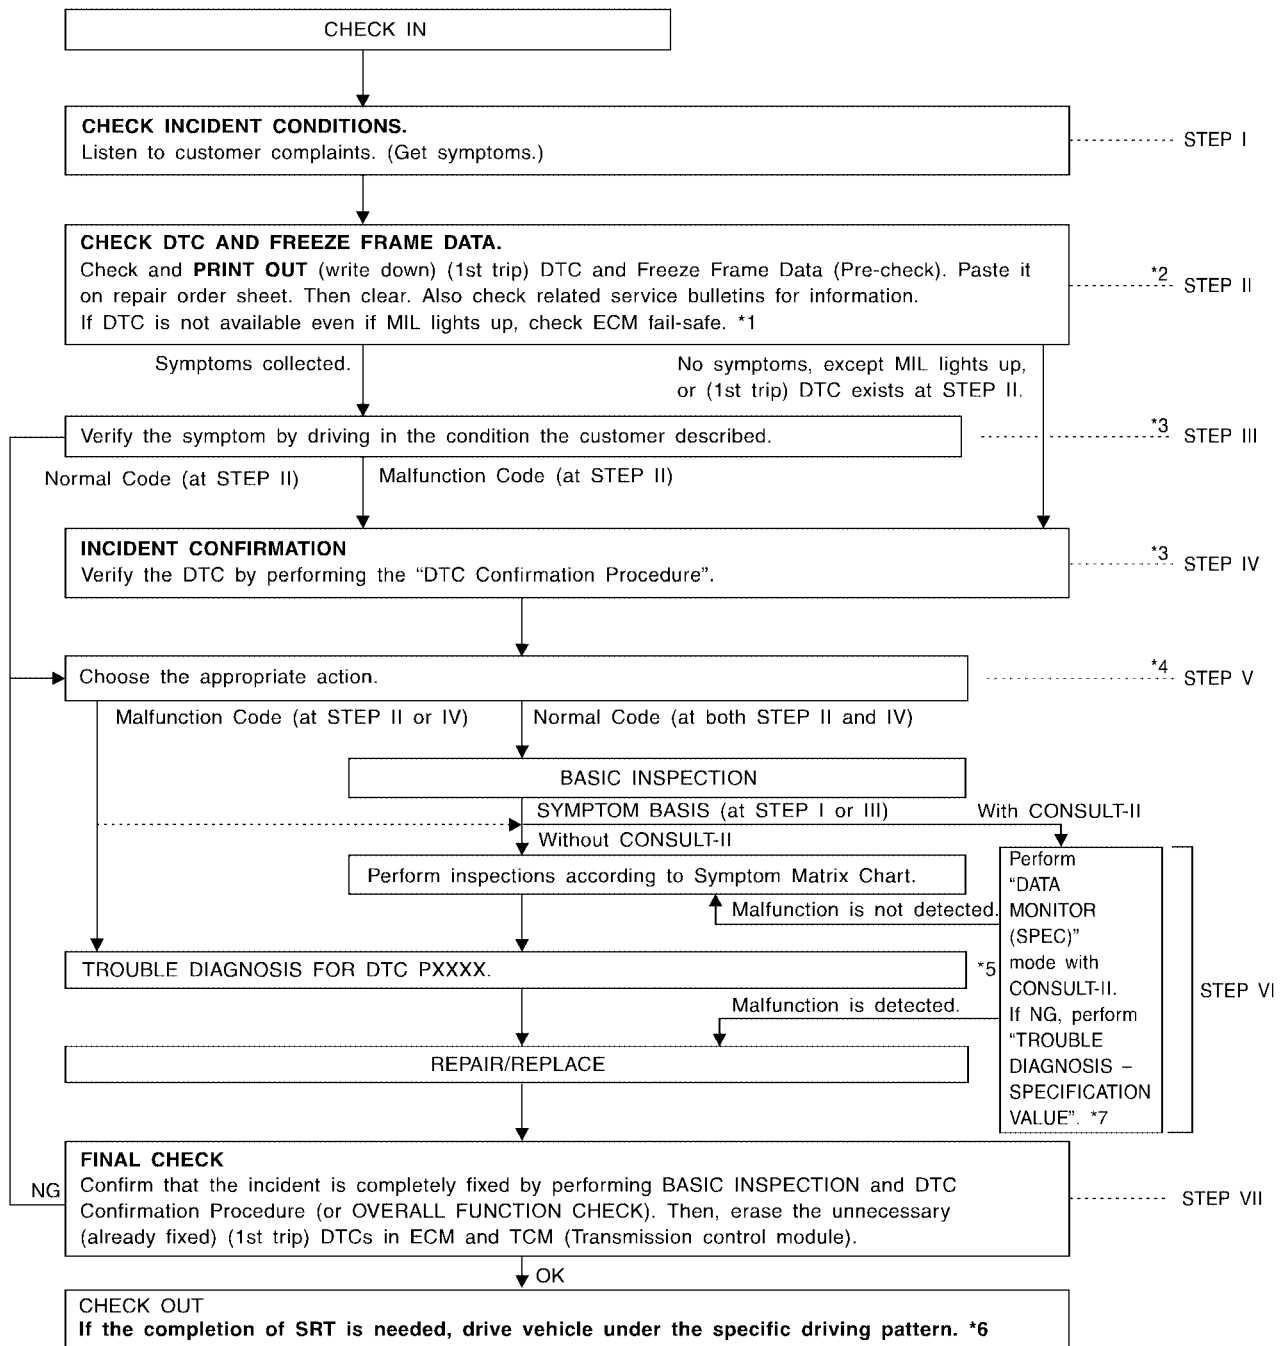 CHECK IN
CHECK INCIDENT CONDITIONS.
Listen to customer complaints. (Get symptoms.)
STEP I
CHECK DTC AND FREEZE FRAME DATA.
Check and PRINT OUT (write down) (1st trip) DTC and Freeze Frame Data (Pre-check). Paste it
on repair order sheet. Then clear. Also check related service bulletins for information.
If DTC is not available even if MIL lights up, check ECM fail-safe. *1
*2
STEP II
Symptoms collected.
No symptoms, except MIL lights up,
or (1st trip) DTC exists at STEP II.
Verify the symptom by driving in the condition the customer described.
*3
STEP III
Normal Code (at STEP II)
Malfunction Code (at STEP II)
INCIDENT CONFIRMATION
Verify the DTC by performing the “DTC Confirmation Procedure”.
*3
STEP IV
Choose the appropriate action.
*4
STEP V
Malfunction Code (at STEP II or IV)
Normal Code (at both STEP II and IV)
BASIC INSPECTION
SYMPTOM BASIS (at STEP I or III)
With CONSULT-II
Without CONSULT-II
Perform inspections according to Symptom Matrix Chart.
Malfunction is not detected.
Perform
“DATA
MONITOR
(SPEC)”
mode with
CONSULT-II.
If NG, perform
“TROUBLE
DIAGNOSIS –
SPECIFICATION
VALUE”. *7
STEP VI
TROUBLE DIAGNOSIS FOR DTC PXXXX.
*5
Malfunction is detected.
REPAIR/REPLACE
FINAL CHECK
Confirm that the incident is completely fixed by performing BASIC INSPECTION and DTC
Confirmation Procedure (or OVERALL FUNCTION CHECK). Then, erase the unnecessary
(already fixed) (1st trip) DTCs in ECM and TCM (Transmission control module).
NG
STEP VII
OK
CHECK OUT
If the completion of SRT is needed, drive vehicle under the specific driving pattern. *6